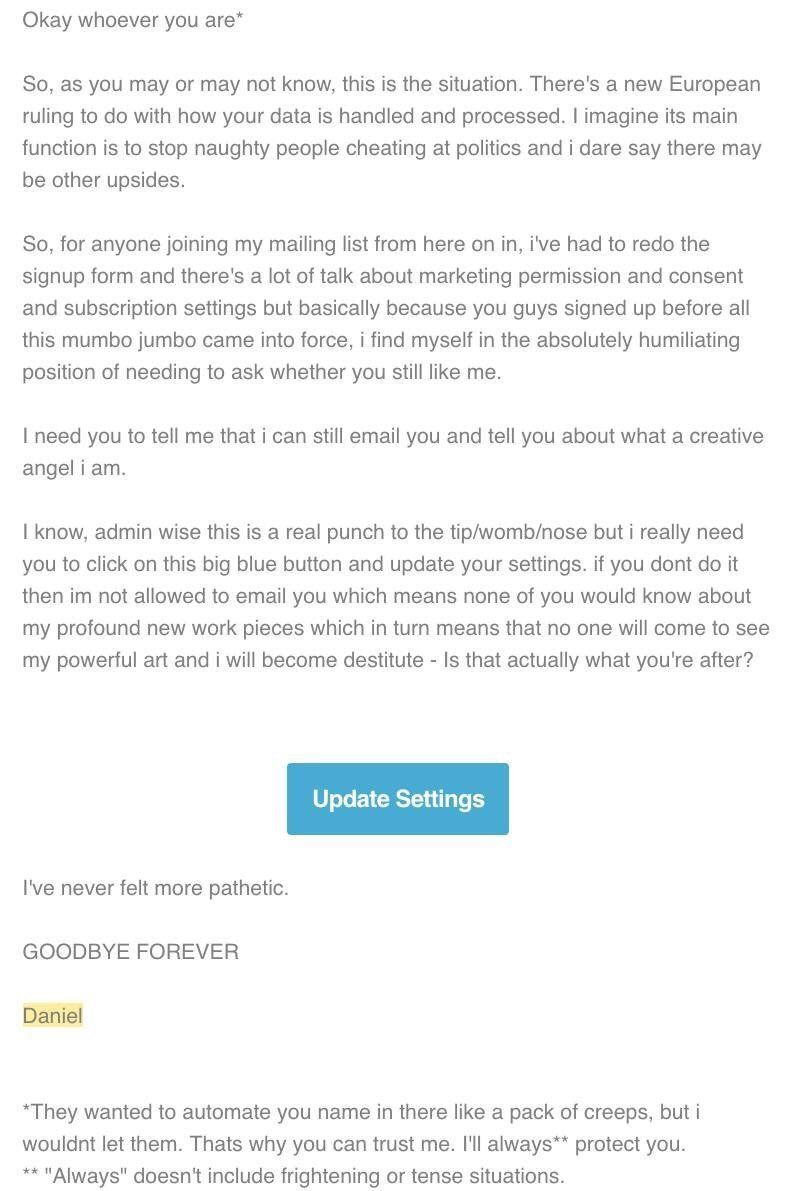 Okay whoever you are*
So, as you may or may not know, this is the situation. There's a new European
ruling to do with how your data is handled and processed. I imagine its main
function is to stop naughty people cheating at politics and i dare say there may
be other upsides.
So, for anyone joining my mailing list from here on in, i've had to redo the
signup form and there's a lot of talk about marketing permission and consent
and subscription settings but basically because you guys signed up before all
this mumbo jumbo came into force, i find myself in the absolutely humiliating
position of needing to ask whether you still like me.
I need you to tell me that i can still email you and tell you about what a creative
angel i am.
I know, admin wise this is a real punch to the tip/womb/nose but i really need
you to click on this big blue button and update your settings. if you dont do it
then im not allowed to email you which means none of you would know about
my profound new work pieces which in turn means that no one will come to see
my powerful art and i will become destitute - Is that actually what you're after?
Update Settings
I've never felt more pathetic.
GOODBYE FOREVER
Daniel
*They wanted to automate you name in there like a pack of creeps, but i
wouldnt let them. Thats why you can trust me. I'll always** protect you.
** "Always" doesn't include frightening or tense situations.